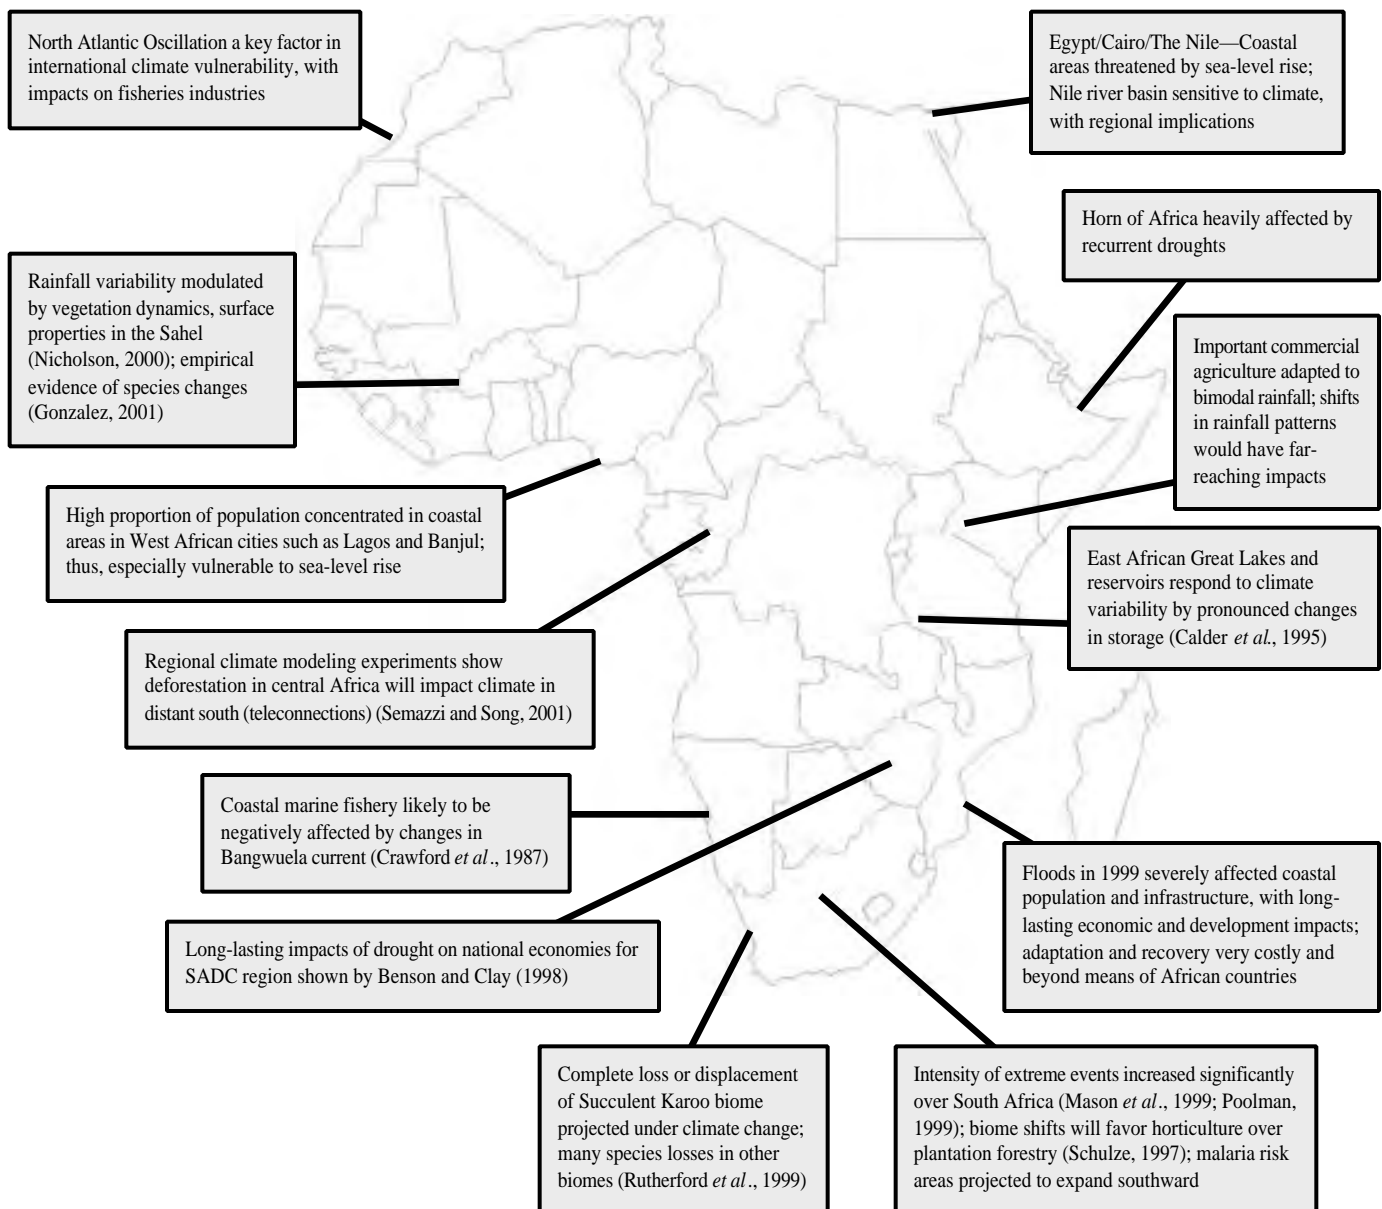 North Atlantic Oscillation a key factor in
international climate vulnerability, with
impacts on fisheries industries
Egypt/Cairo/The Nile—Coastal
areas threatened by sea-level rise;
Nile river basin sensitive to climate,
with regional implications
Horn of Africa heavily affected by
recurrent droughts
Rainfall variability modulated
by vegetation dynamics, surface
properties in the Sahel
(Nicholson, 2000); empirical
evidence of species changes
(Gonzalez, 2001)
Important commercial
agriculture adapted to
bimodal rainfall; shifts
in rainfall patterns
would have far-
reaching impacts
High proportion of population concentrated in coastal
areas in West African cities such as Lagos and Banjul;
thus, especially vulnerable to sea-level rise
East African Great Lakes and
reservoirs respond to climate
variability by pronounced changes
in storage (Calder et al., 1995)
Regional climate modeling experiments show
deforestation in central Africa will impact climate in
distant south (teleconnections) (Semazzi and Song, 2001)
Coastal marine fishery likely to be
negatively affected by changes in
Bangwuela current (Crawford et al., 1987)
Floods in 1999 severely affected coastal
population and infrastructure, with long-
lasting economic and development impacts;
adaptation and recovery very costly and
beyond means of African countries
Long-lasting impacts of drought on national economies for
SADC region shown by Benson and Clay (1998)
Complete loss or displacement
of Succulent Karoo biome
projected under climate change;
many species losses in other
biomes (Rutherford et al., 1999)
Intensity of extreme events increased significantly
over South Africa (Mason et al., 1999; Poolman,
1999); biome shifts will favor horticulture over
plantation forestry (Schulze, 1997); malaria risk
areas projected to expand southward